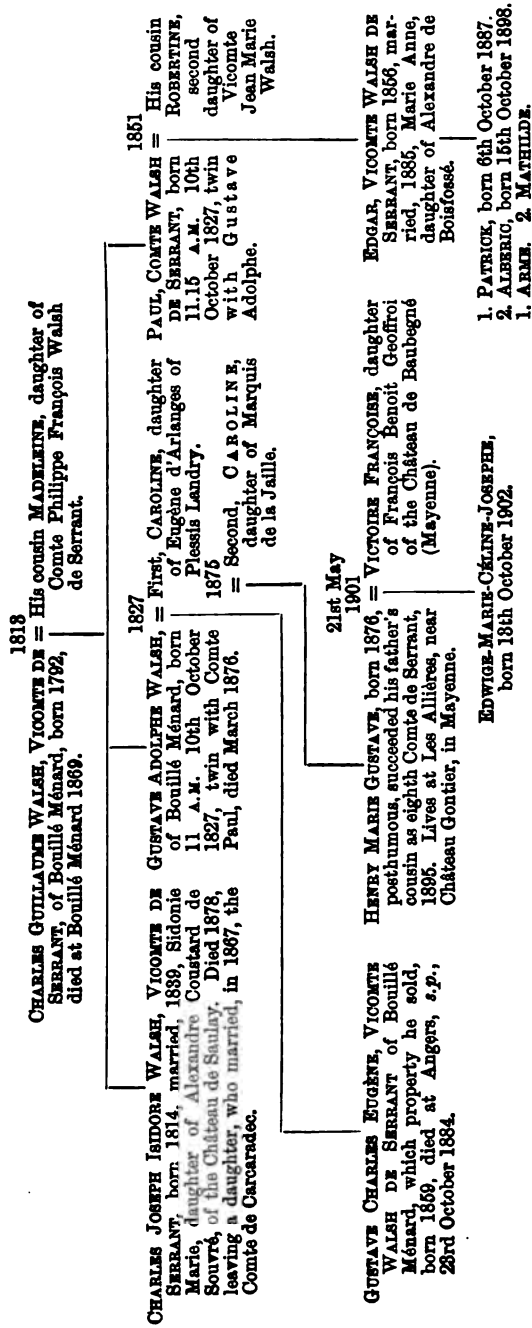 1818
CHARLES GUILLAUME WALSH, VICOMTE DE = His cousin MADELEINE, daughter of
SERRANT, of Bouillé Ménard, born 1792, Comte Philippe François Walsh
died at Bouillé Ménard 1869. de Serrant.
CHARLES JOSEPH ISIDORE WALSH, VICOMTE DE
SERRANT, born 1814, married, 1839, Sidonie
Marie, daughter of Alexandre Coustard de
Souvré, of the Château de Saulay. Died 1878,
leaving a daughter, who married, in 1867, the
Comte de Carcaradec.
1827
GUSTAVE ADOLPHE WALSH, = First, CAROLINE, daughter
of Bouillé Ménard, born of Eugène d'Arlanges of
11 A.M. 10th October Plessis Landry.
1827, twin with Comte 1875
Paul, died March 1876. = Second, CAROLINE,
daughter of Marquis
de la Jaille.
1851
PAUL, COMTE WALSH = His cousin
DE SERRANT, born ROBERTINE,
11.15 A.M. 10th second
October 1827, twin daughter of
with Gustave Vicomte
Adolphe. Jean Marie
Walsh.
GUSTAVE CHARLES EUGÈNE, VICOMTE
WALSH DE SERRANT of Bouillé
Ménard, which property he sold,
born 1859, died at Angers, s.p.,
23rd October 1884.
21st May
1901
HENRY MARIE GUSTAVE, born 1876, = VICTOIRE FRANÇOISE, daughter
posthumous, succeeded his father's of François Benoit Geoffroi
cousin as eighth Comte de Serrant, of the Château de Baubegné
1895. Lives at Les Allières, near (Mayenne).
Château Gontier, in Mayenne.
EDWIGE-MARIE-CÉLINE-JOSEPHE,
born 13th October 1902.
EDGAR, VICOMTE WALSH DE
SERRANT, born 1856, mar-
ried, 1885, Marie Anne,
daughter of Alexandre de
Boisfossé.
1. PATRICK, born 6th October 1887.
2. ALBERIC, born 15th October 1898.
1. ARME. 2. MATHILDE.